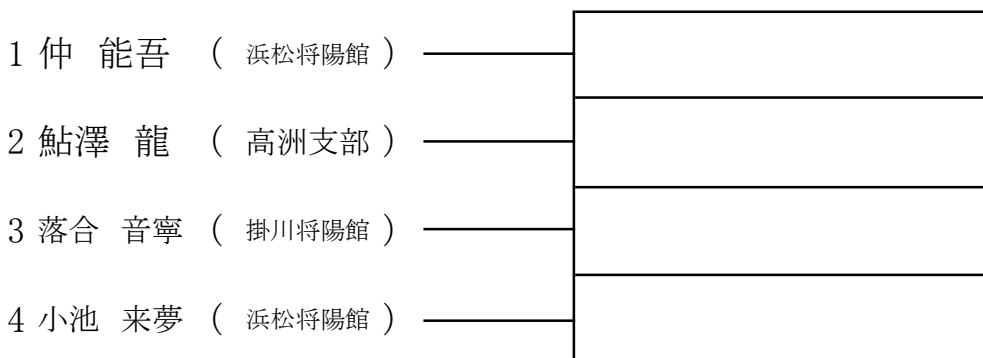 1 仲 能吾 ( 浜松将陽館 )
2 鮎澤 龍 ( 高洲支部 )
3 落合 音寧 ( 掛川将陽館 )
4 小池 来夢 ( 浜松将陽館 )